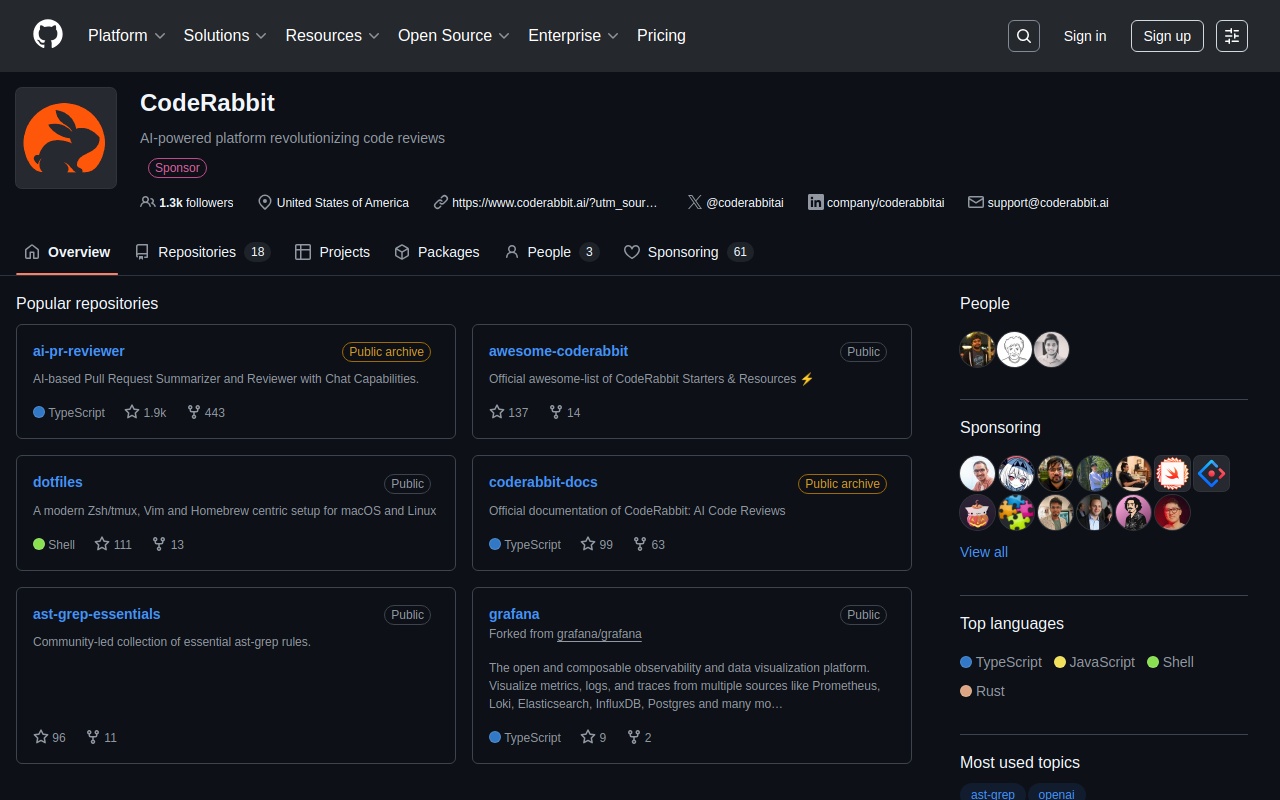 Platform Solutions Resources Open Source Enterprise Pricing Sign in Sign up
CodeRabbit
AI-powered platform revolutionizing code reviews
Sponsor
1.3k followers United States of America https://www.coderabbit.ai/?utm_sour… @coderabbitai company/coderabbitai support@coderabbit.ai
Overview Repositories 18 Projects Packages People 3 Sponsoring 61
Popular repositories
ai-pr-reviewer Public archive
AI-based Pull Request Summarizer and Reviewer with Chat Capabilities.
TypeScript 1.9k 443
awesome-coderabbit Public
Official awesome-list of CodeRabbit Starters & Resources ⚡
137 14
dotfiles Public
A modern Zsh/tmux, Vim and Homebrew centric setup for macOS and Linux
Shell 111 13
coderabbit-docs Public archive
Official documentation of CodeRabbit: AI Code Reviews
TypeScript 99 63
ast-grep-essentials Public
Community-led collection of essential ast-grep rules.
96 11
grafana Public
Forked from grafana/grafana
The open and composable observability and data visualization platform.
Visualize metrics, logs, and traces from multiple sources like Prometheus,
Loki, Elasticsearch, InfluxDB, Postgres and many mo…
TypeScript 9 2
People
Sponsoring
View all
Top languages
TypeScript JavaScript Shell
Rust
Most used topics
ast-grep openai